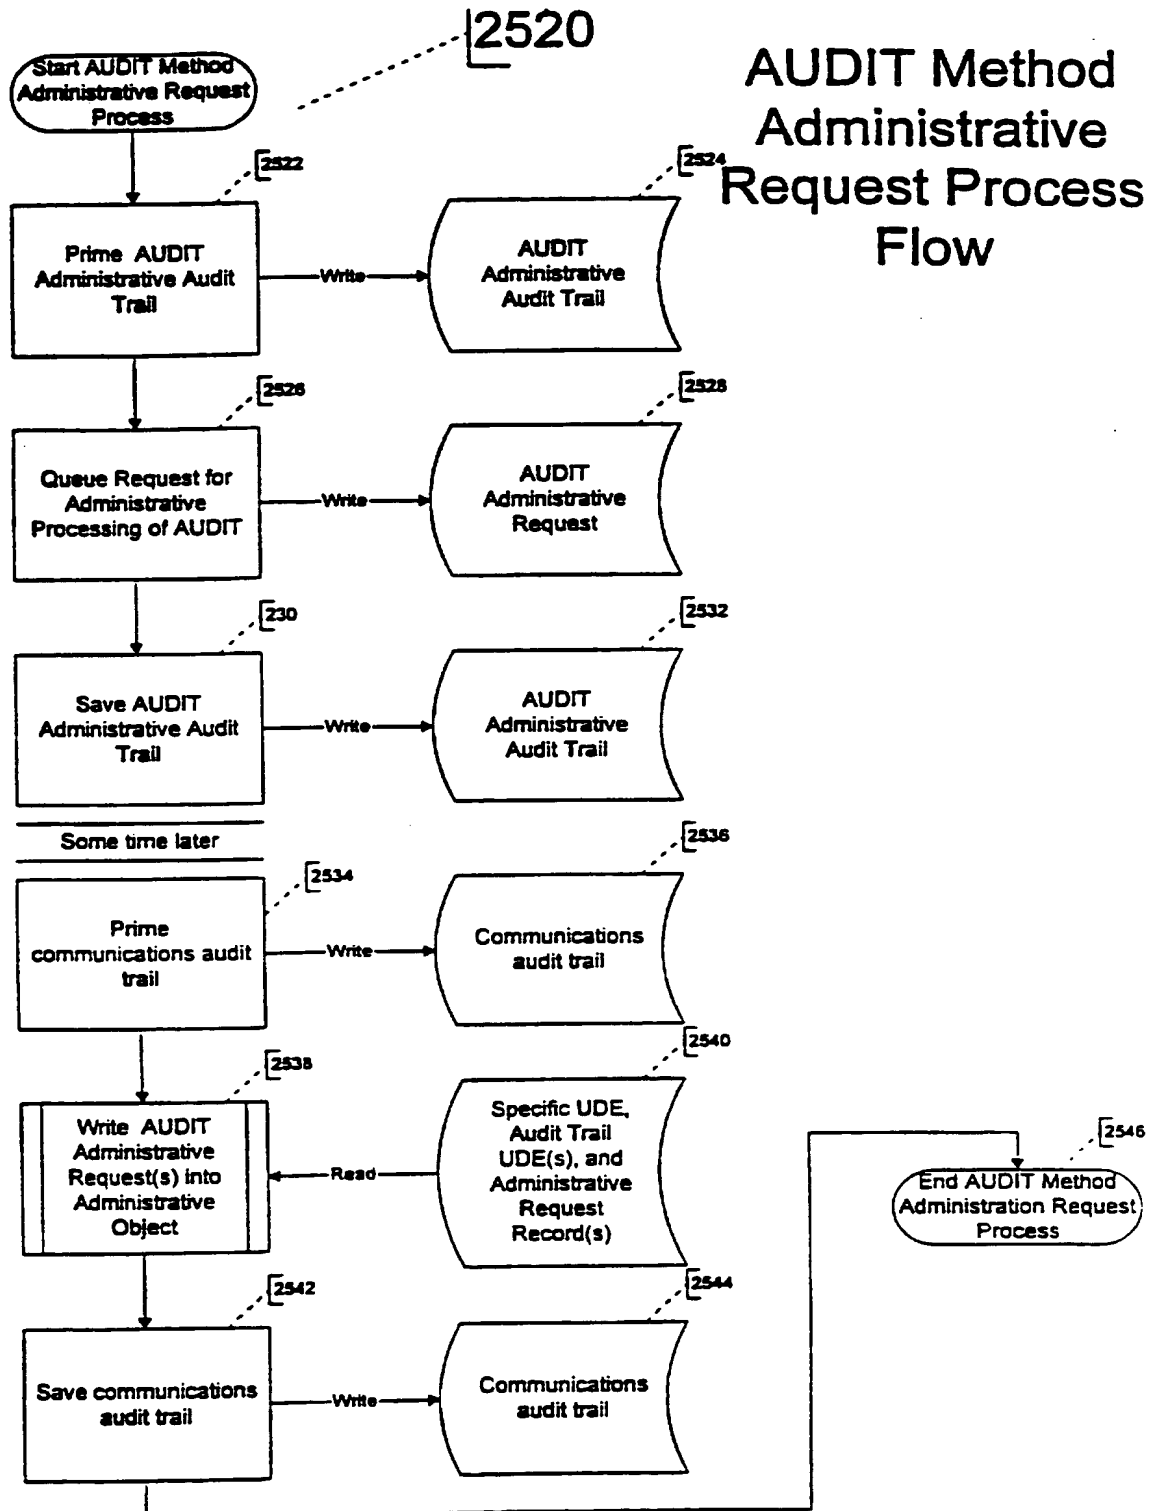 2520
AUDIT Method
Administrative
Request Process
Flow
Start AUDIT Method
Administrative Request
Process
2522
2524
Prime AUDIT
Administrative Audit
Trail
Write
AUDIT
Administrative
Audit Trail
2526
2528
Queue Request for
Administrative
Processing of AUDIT
Write
AUDIT
Administrative
Request
230
2532
Save AUDIT
Administrative Audit
Trail
Write
AUDIT
Administrative
Audit Trail
Some time later
2534
2536
Prime
communications audit
trail
Write
Communications
audit trail
2538
2540
Write AUDIT
Administrative
Request(s) into
Administrative
Object
Read
Specific UDE,
Audit Trail
UDE(s), and
Administrative
Request
Record(s)
2546
End AUDIT Method
Administration Request
Process
2542
2544
Save communications
audit trail
Write
Communications
audit trail